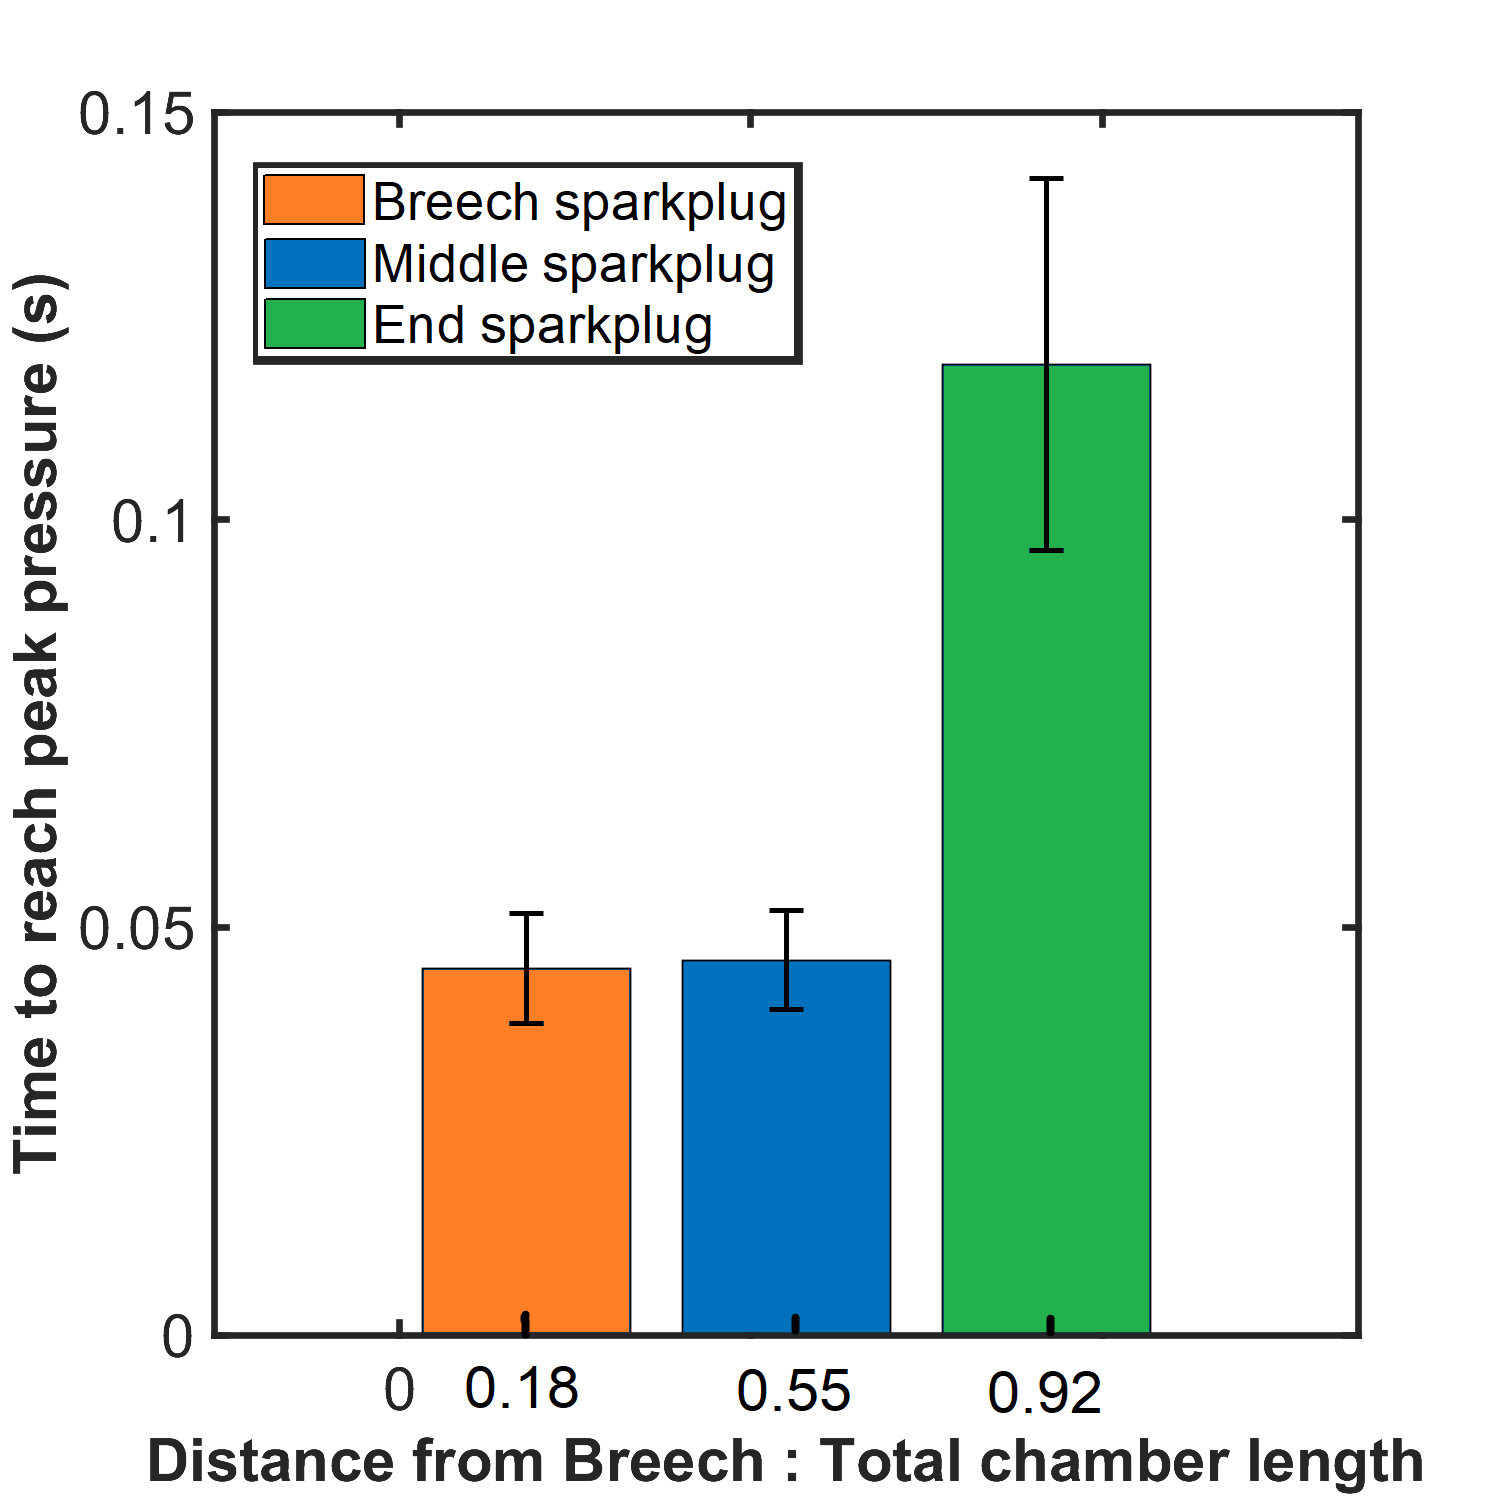 0.15
Breech sparkplug
Middle sparkplug
End sparkplug
Time to reach peak pressure (s)
0.1
0.05
0
0 0.18 0.55 0.92
Distance from Breech : Total chamber length